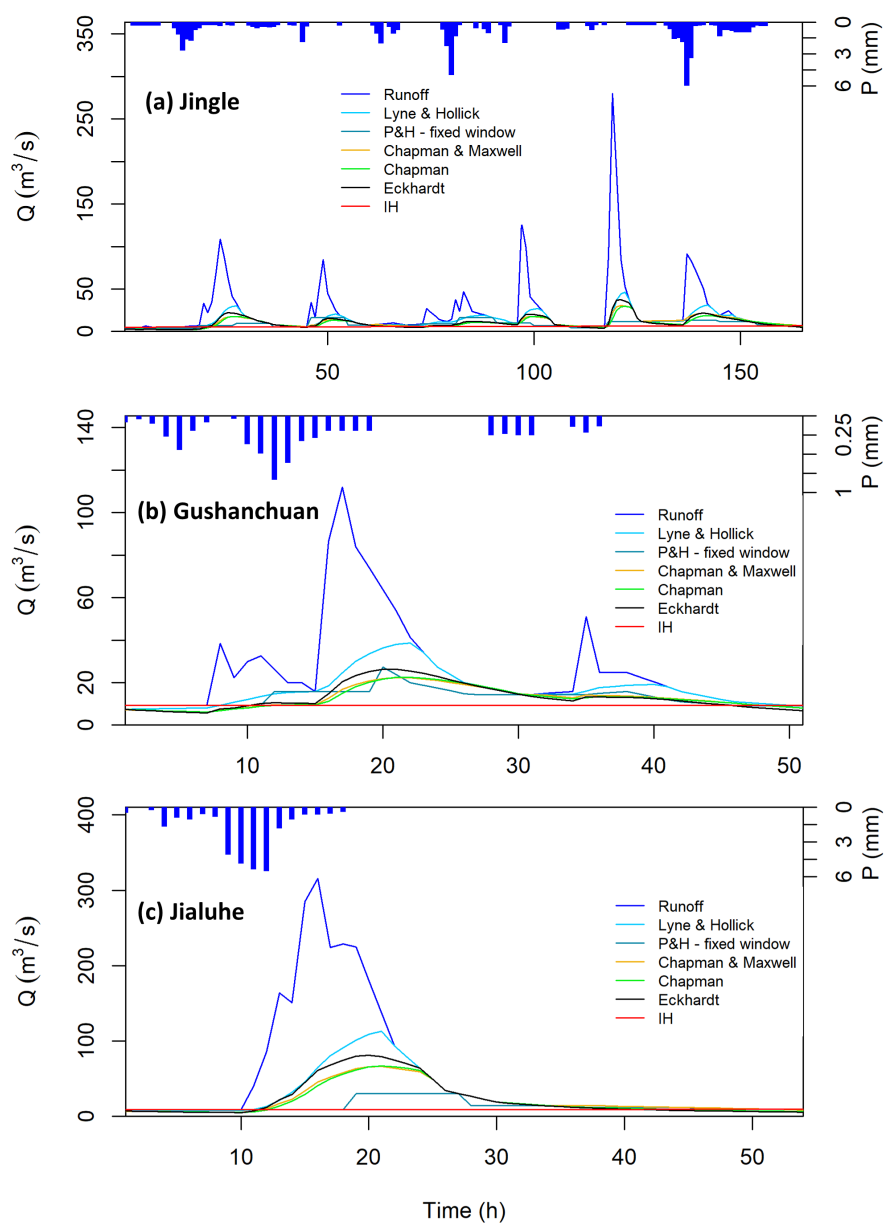 (a) Jingle
Q (m³/s)
0
50
150
250
350
50
100
150
0
3
6
P (mm)
Runoff
Lyne & Hollick
P&H - fixed window
Chapman & Maxwell
Chapman
Eckhardt
IH
(b) Gushanchuan
Q (m³/s)
0
20
60
100
140
10
20
30
40
50
0.25
1
P (mm)
Runoff
Lyne & Hollick
P&H - fixed window
Chapman & Maxwell
Chapman
Eckhardt
IH
(c) Jialuhe
Q (m³/s)
0
100
200
300
400
10
20
30
40
50
0
3
6
P (mm)
Runoff
Lyne & Hollick
P&H - fixed window
Chapman & Maxwell
Chapman
Eckhardt
IH
Time (h)